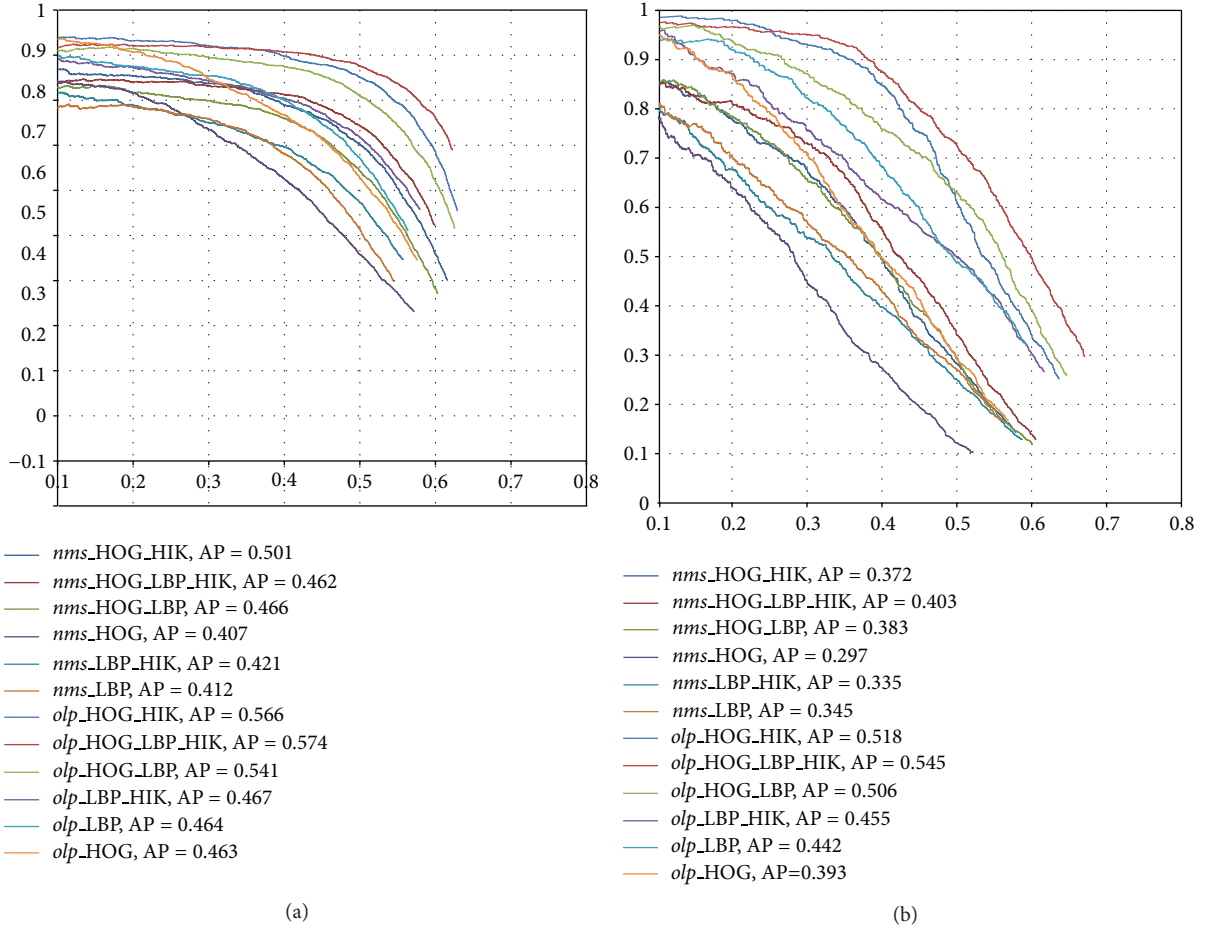 1
0.9
0.8
0.7
0.6
0.5
0.4
0.3
0.2
0.1
0
−0.1
0.1 0.2 0.3 0.4 0.5 0.6 0.7 0.8
nms_HOG_HIK, AP = 0.501
nms_HOG_LBP_HIK, AP = 0.462
nms_HOG_LBP, AP = 0.466
nms_HOG, AP = 0.407
nms_LBP_HIK, AP = 0.421
nms_LBP, AP = 0.412
olp_HOG_HIK, AP = 0.566
olp_HOG_LBP_HIK, AP = 0.574
olp_HOG_LBP, AP = 0.541
olp_LBP_HIK, AP = 0.467
olp_LBP, AP = 0.464
olp_HOG, AP = 0.463
(a)
1
0.9
0.8
0.7
0.6
0.5
0.4
0.3
0.2
0.1
0
0.1 0.2 0.3 0.4 0.5 0.6 0.7 0.8
nms_HOG_HIK, AP = 0.372
nms_HOG_LBP_HIK, AP = 0.403
nms_HOG_LBP, AP = 0.383
nms_HOG, AP = 0.297
nms_LBP_HIK, AP = 0.335
nms_LBP, AP = 0.345
olp_HOG_HIK, AP = 0.518
olp_HOG_LBP_HIK, AP = 0.545
olp_HOG_LBP, AP = 0.506
olp_LBP_HIK, AP = 0.455
olp_LBP, AP = 0.442
olp_HOG, AP=0.393
(b)